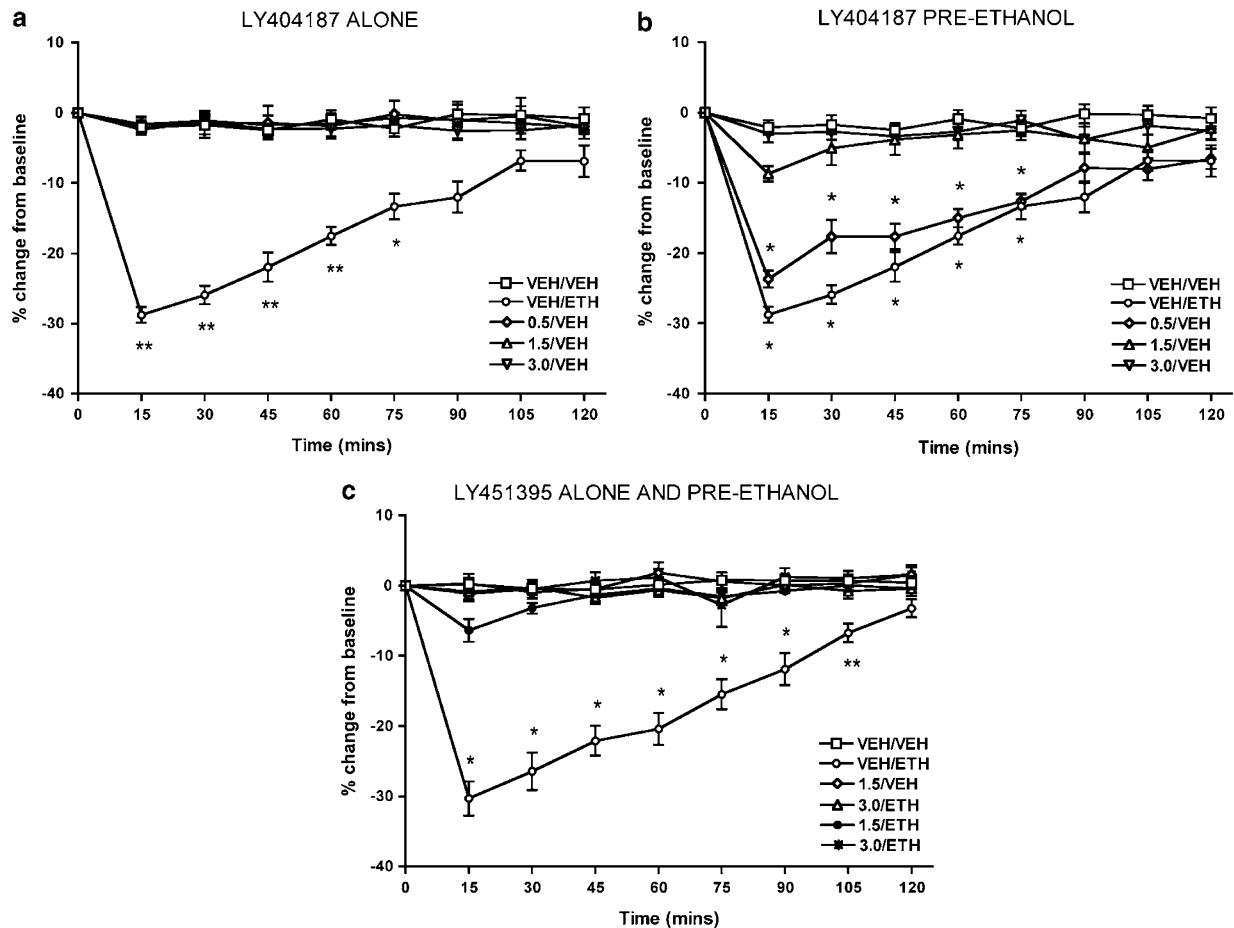 a
LY404187 ALONE
10
0
-10
-20
-30
-40
% change from baseline
** ** ** ** *
VEH/VEH
VEH/ETH
0.5/VEH
1.5/VEH
3.0/VEH
0 15 30 45 60 75 90 105 120
Time (mins)
b
LY404187 PRE-ETHANOL
10
0
-10
-20
-30
-40
% change from baseline
* * * * *
* * * * *
VEH/VEH
VEH/ETH
0.5/VEH
1.5/VEH
3.0/VEH
0 15 30 45 60 75 90 105 120
Time (mins)
c
LY451395 ALONE AND PRE-ETHANOL
10
0
-10
-20
-30
-40
% change from baseline
* * * * * * **
VEH/VEH
VEH/ETH
1.5/VEH
3.0/ETH
1.5/ETH
3.0/ETH
0 15 30 45 60 75 90 105 120
Time (mins)